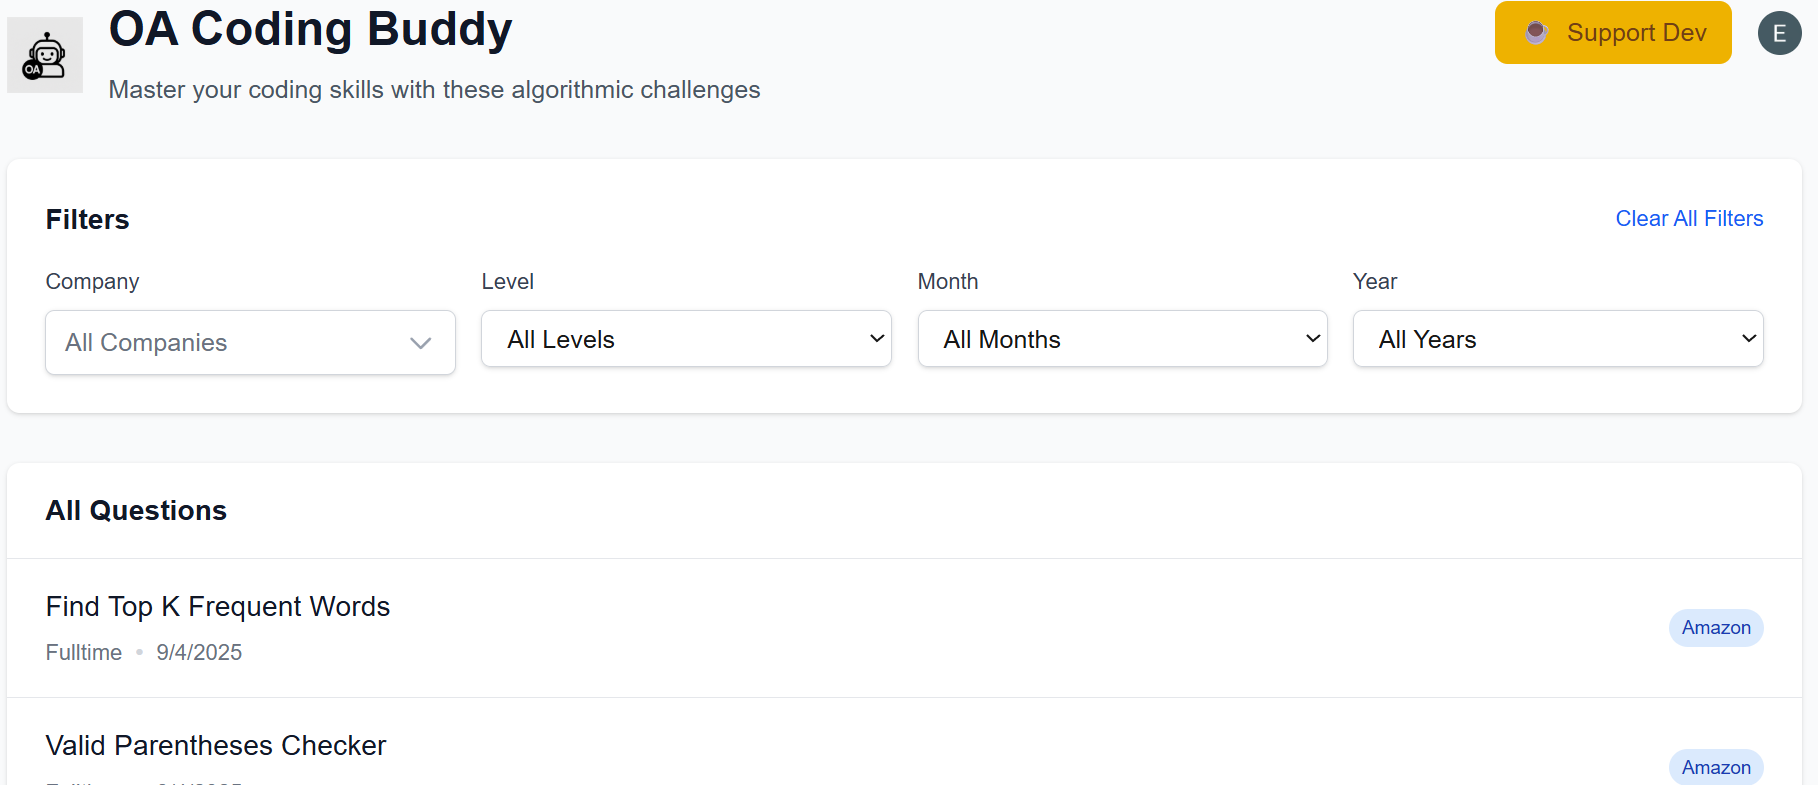 OA
OA Coding Buddy
Master your coding skills with these algorithmic challenges
Support Dev
E
Filters
Clear All Filters
Company
Level
Month
Year
All Companies
All Levels
All Months
All Years
All Questions
Find Top K Frequent Words
Fulltime • 9/4/2025
Amazon
Valid Parentheses Checker
Amazon